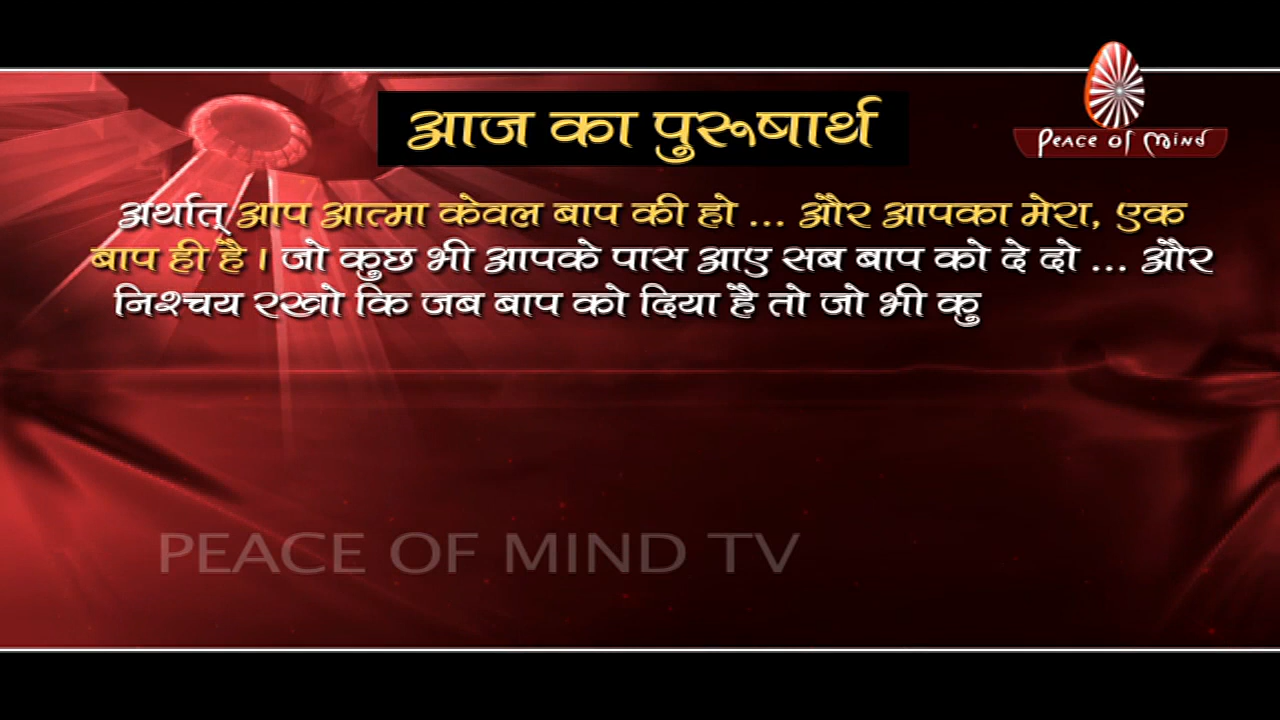 आज का पुरूषार्थ
Peace of Mind
अर्थात् आप आत्मा केवल बाप की हो ... और आपका मेरा, एक
बाप ही है। जो कुछ भी आपके पास आए सब बाप को दे दो ... और
निश्चय रखो कि जब बाप को दिया है तो जो भी कु
PEACE OF MIND TV